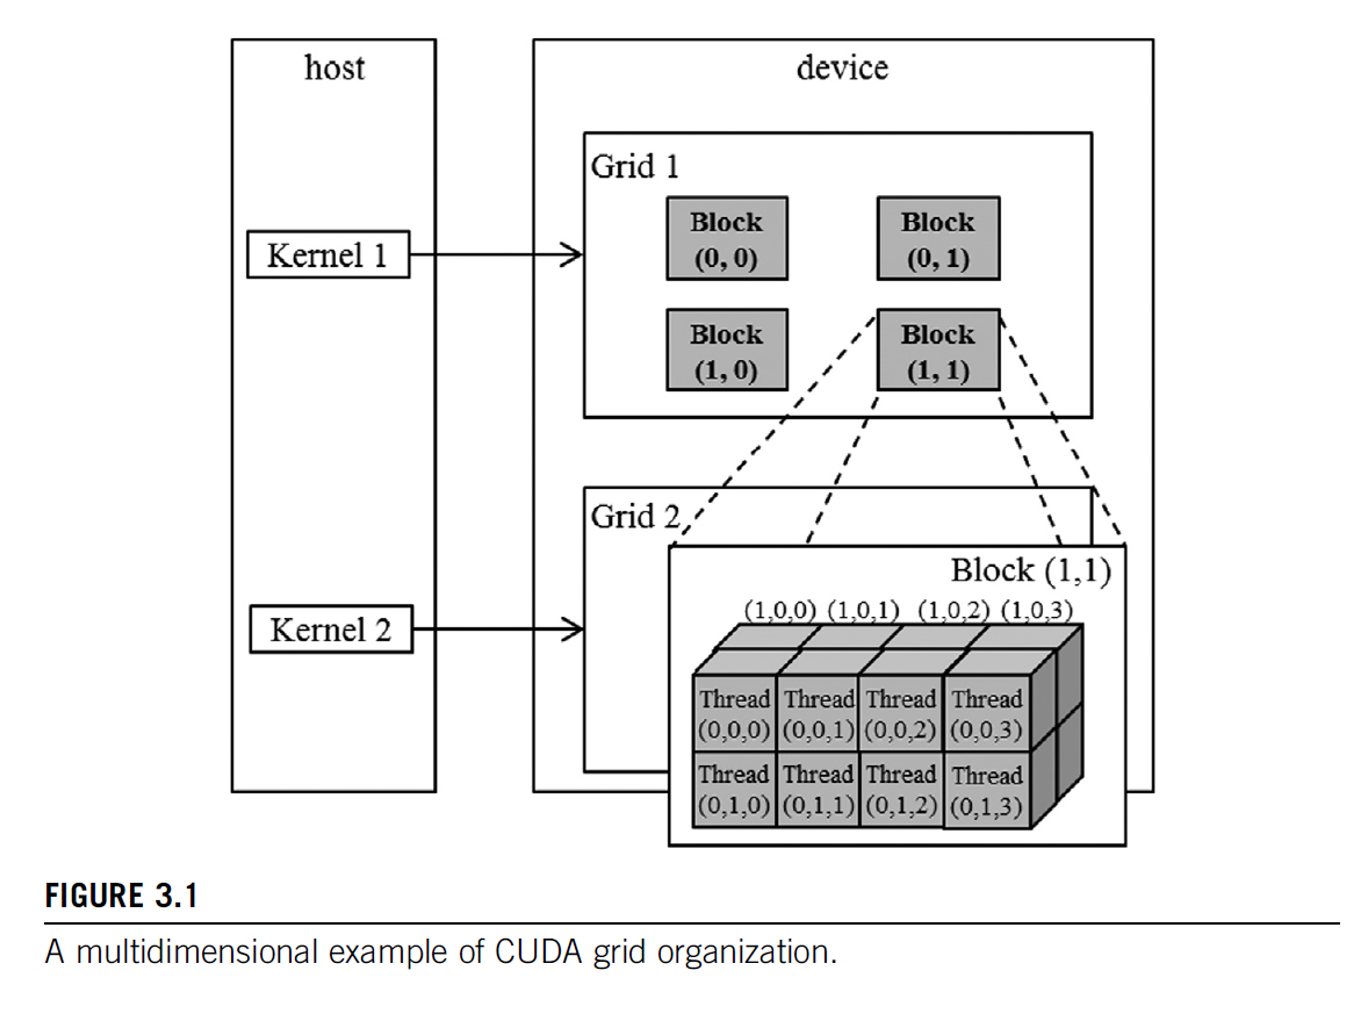 host
device
Grid 1
Block
(0, 0)
Block
(0, 1)
Kernel 1
Block
(1, 0)
Block
(1, 1)
Grid 2
Block (1,1)
(1,0,0) (1,0,1) (1,0,2) (1,0,3)
Kernel 2
Thread
(0,0,0)
Thread
(0,0,1)
Thread
(0,0,2)
Thread
(0,0,3)
Thread
(0,1,0)
Thread
(0,1,1)
Thread
(0,1,2)
Thread
(0,1,3)
FIGURE 3.1
A multidimensional example of CUDA grid organization.